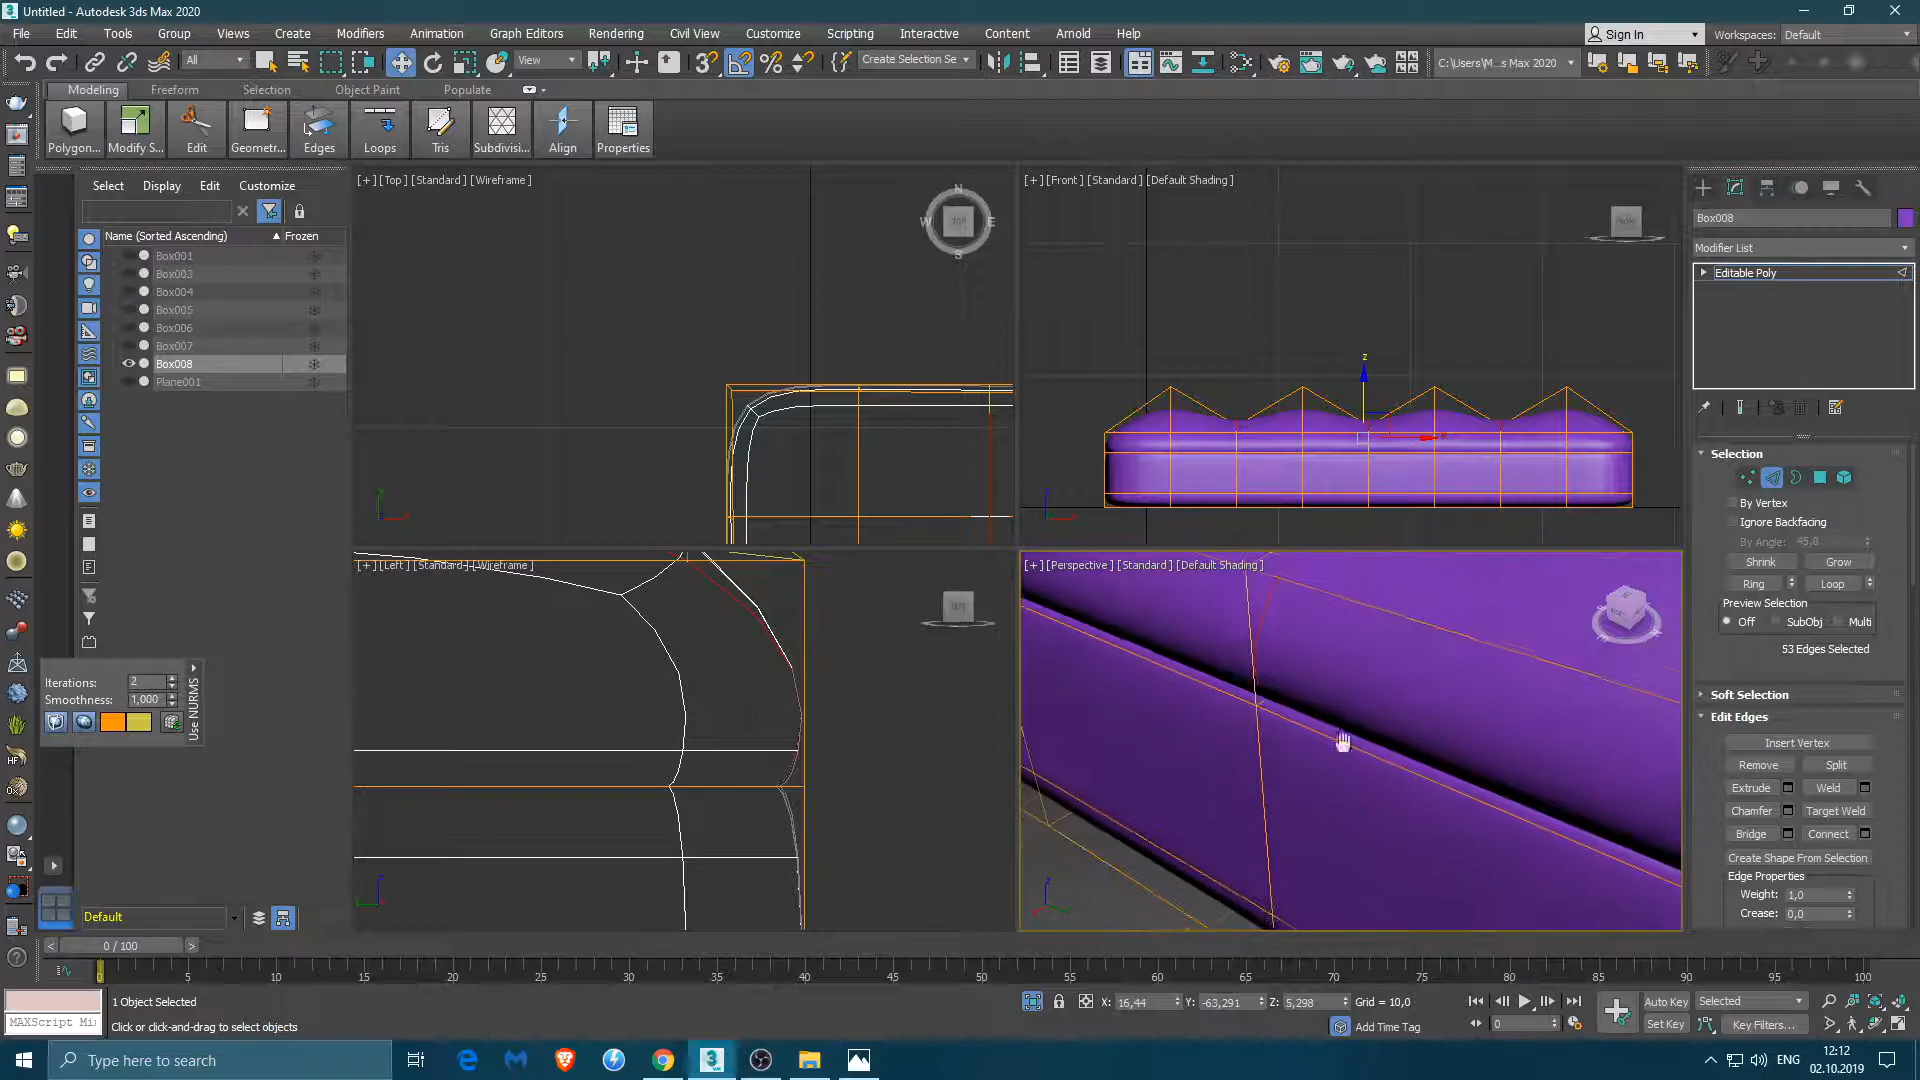 Untitled - Autodesk 3ds Max 2020
File Edit Tools Group Views Create Modifiers Animation Graph Editors Rendering Civil View Customize Scripting Interactive Content Arnold Help
Sign In
Workspaces: Default
All
View
Create Selection Se
C:\Users\M...s Max 2020
Modeling Freeform Selection Object Paint Populate
Polygon... Modify S... Edit Geometr... Edges Loops Tris Subdivisi... Align Properties
Select Display Edit Customize
Name (Sorted Ascending) Frozen
Box001
Box003
Box004
Box005
Box006
Box007
Box008
Plane001
[+] [Top] [Standard] [Wireframe]
N
W E
S
TOP
[+] [Front] [Standard] [Default Shading]
FRONT
z
[+] [Left] [Standard] [Wireframe]
LEFT
[+] [Perspective] [Standard] [Default Shading]
Box008
Modifier List
Editable Poly
Selection
By Vertex
Ignore Backfacing
By Angle: 45,0
Shrink Grow
Ring Loop
Preview Selection
Off SubObj Multi
53 Edges Selected
Soft Selection
Edit Edges
Insert Vertex
Remove Split
Extrude Weld
Chamfer Target Weld
Bridge Connect
Create Shape From Selection
Edge Properties
Weight: 1,0
Crease: 0,0
Iterations: 2
Smoothness: 1,000
Use NURMS
Default
0 / 100
0 5 10 15 20 25 30 35 40 45 50 55 60 65 70 75 80 85 90 95 100
1 Object Selected
X: 16,44 Y: -63,291 Z: 5,298 Grid = 10,0
Auto Key Selected
MAXScript Mi
Click or click-and-drag to select objects
Add Time Tag
0
Set Key Key Filters...
Type here to search
ENG
12:12
02.10.2019